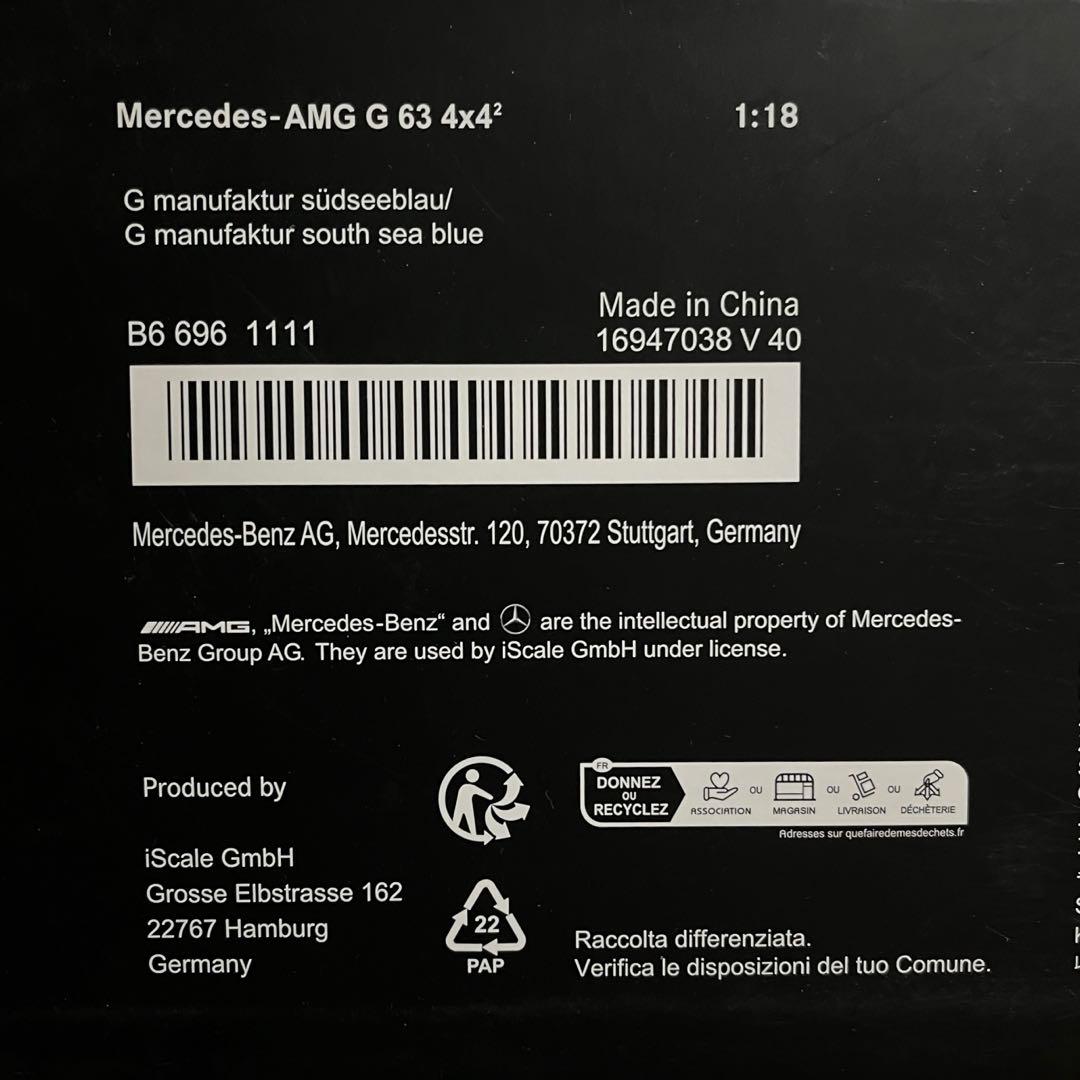 Mercedes-AMG G 63 4x4² 1:18
G manufaktur südseeblau/
G manufaktur south sea blue
Made in China
B6 696 1111 16947038 V 40
Mercedes-Benz AG, Mercedesstr. 120, 70372 Stuttgart, Germany
AMG, „Mercedes-Benz“ and are the intellectual property of Mercedes-
Benz Group AG. They are used by iScale GmbH under license.
Produced by
iScale GmbH
Grosse Elbstrasse 162
22767 Hamburg
Germany
FR
DONNEZ
OU
RECYCLEZ
ASSOCIATION OU MAGASIN OU LIVRAISON OU DÉCHÈTERIE
Adresses sur quefairedemesdechets.fr
22
PAP
Raccolta differenziata.
Verifica le disposizioni del tuo Comune.